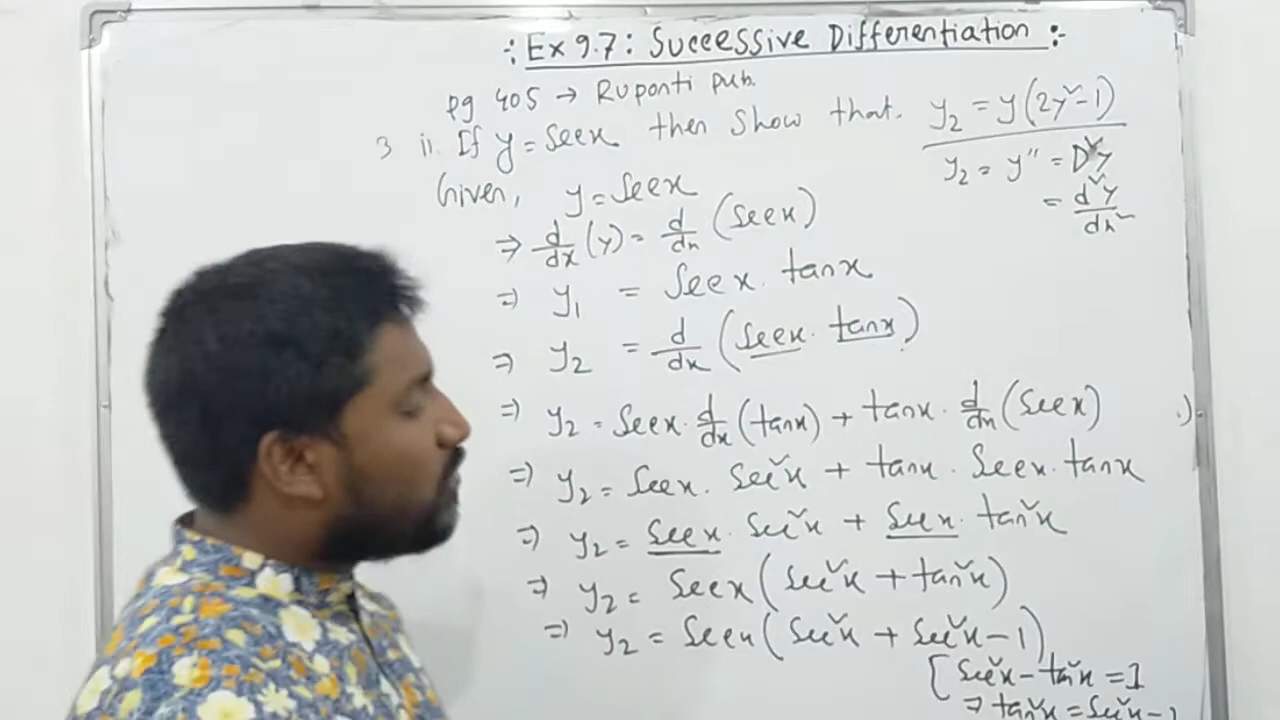 :Ex 9.7: Successive Differentiation :-
pg 405 → Ruponti pub.
3 ii. If y = secx then show that. y₂ = y(2y²-1)
y₂ = y" = D²y
= d²y/dx²
Given, y = secx
⇒ d/dx (y) = d/dx (secx)
⇒ y₁ = secx . tanx
⇒ y₂ = d/dx (secx . tanx)
⇒ y₂ = secx . d/dx (tanx) + tanx . d/dx (secx)
⇒ y₂ = secx . sec²x + tanx . secx . tanx
⇒ y₂ = secx . sec²x + secx . tan²x
⇒ y₂ = secx (sec²x + tan²x)
⇒ y₂ = secx (sec²x + sec²x - 1)
[sec²x - tan²x = 1
⇒ tan²x = sec²x - 1